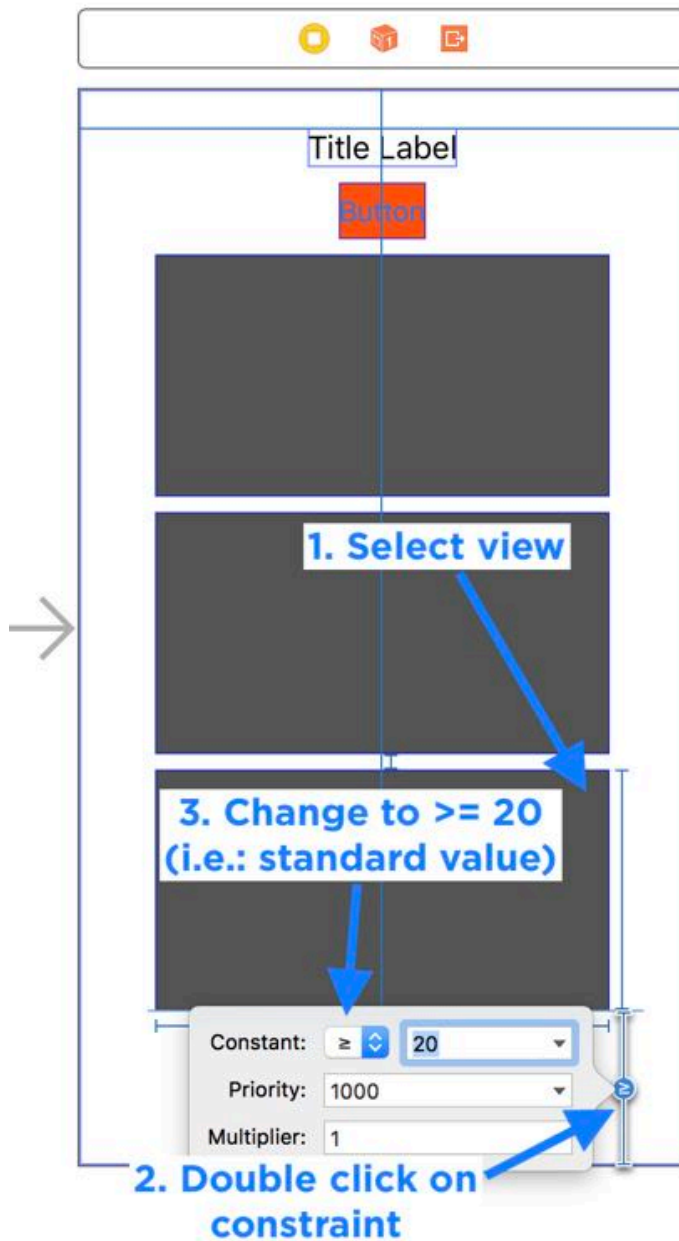 1
Title Label
Button
1. Select view
3. Change to >= 20
(i.e.: standard value)
Constant: ≥ 20
Priority: 1000
Multiplier: 1
≥
2. Double click on
constraint